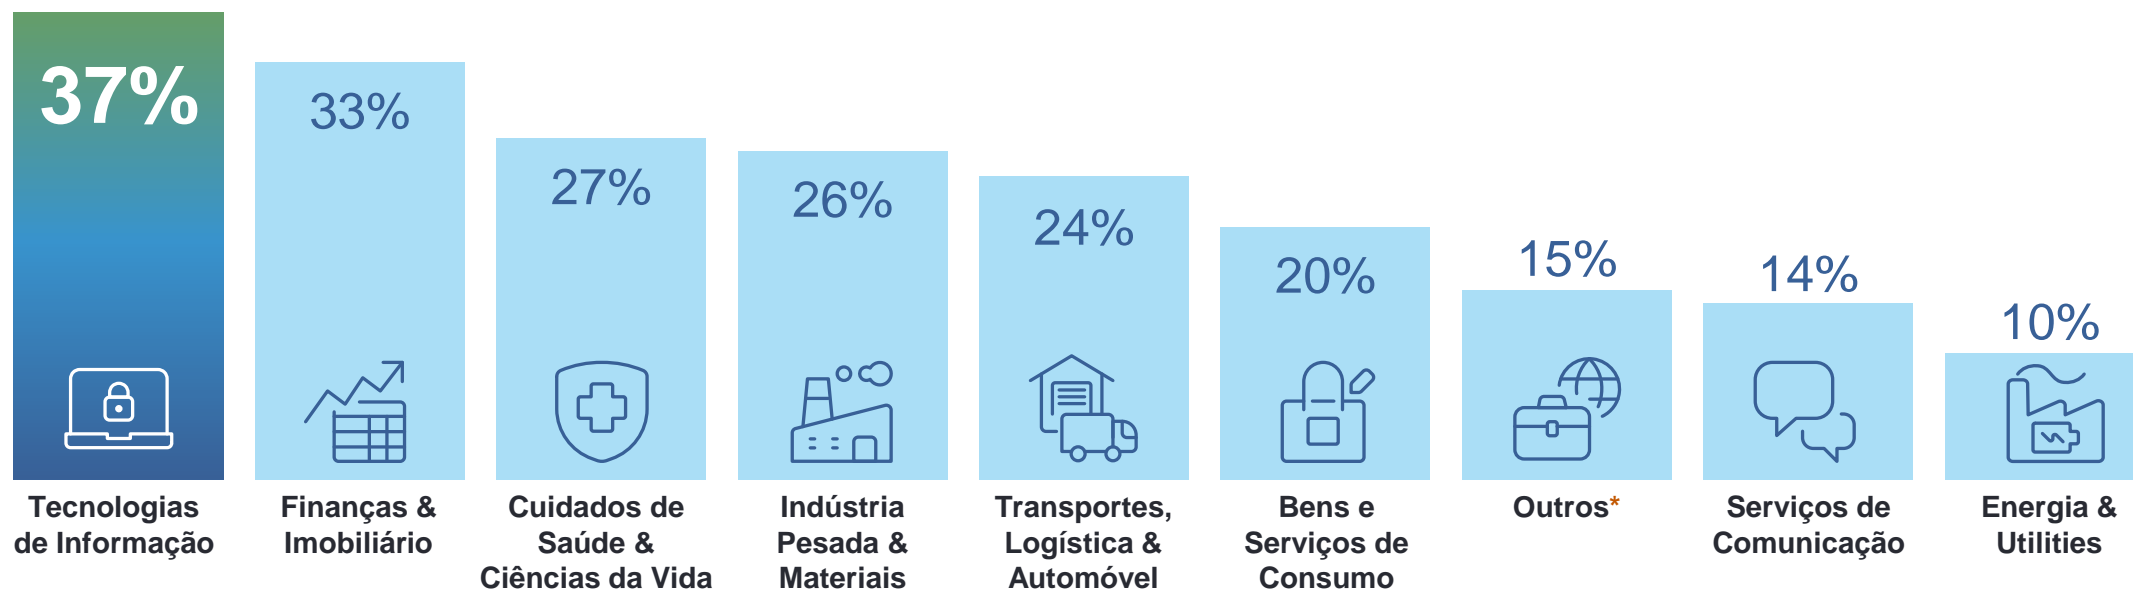 37%
33%
27%
26%
24%
20%
15%
14%
10%
Tecnologias
de Informação
Finanças &
Imobiliário
Cuidados de
Saúde &
Ciências da Vida
Indústria
Pesada &
Materiais
Transportes,
Logística &
Automóvel
Bens e
Serviços de
Consumo
Outros*
Serviços de
Comunicação
Energia &
Utilities